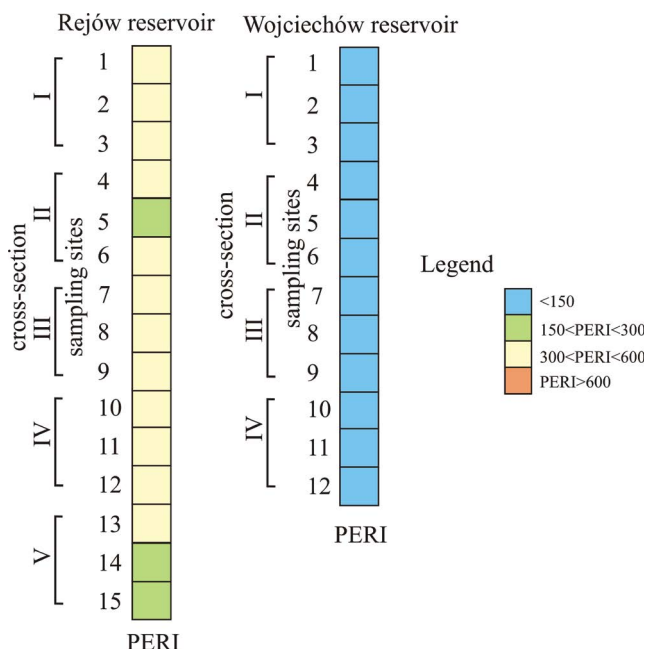 Rejów reservoir
Wojciechów reservoir
cross-section
sampling sites
I
1
2
3
II
4
5
6
III
7
8
9
IV
10
11
12
V
13
14
15
PERI
cross-section
sampling sites
I
1
2
3
II
4
5
6
III
7
8
9
IV
10
11
12
PERI
Legend
<150
150<PERI<300
300<PERI<600
PERI>600